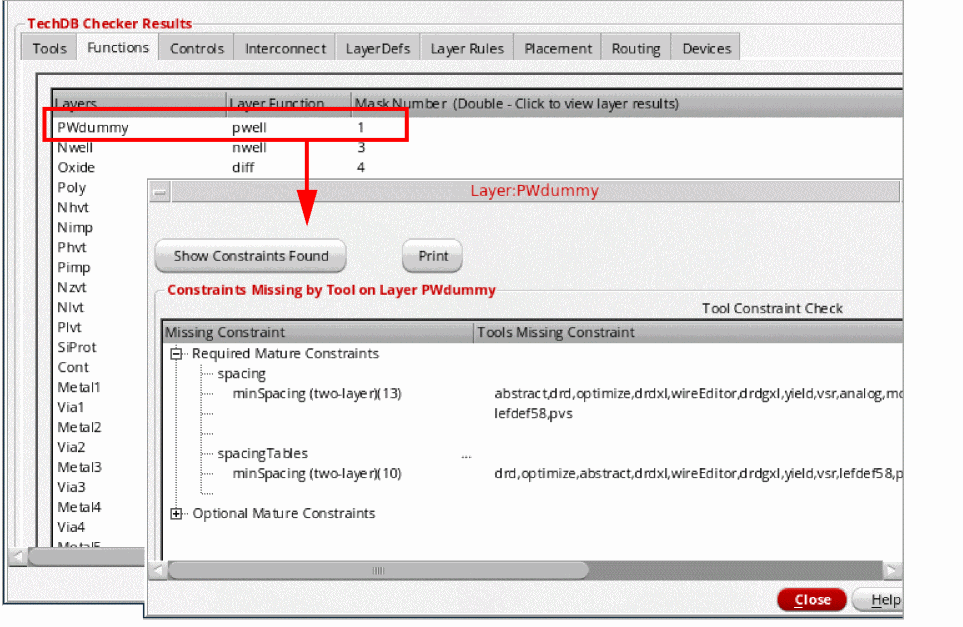 TechDB Checker Results
Tools Functions Controls Interconnect LayerDefs Layer Rules Placement Routing Devices
Layers Layer Function Mask Number (Double - Click to view layer results)
PWdummy pwell 1
Nwell nwell 3
Oxide diff 4
Poly
Nhvt
Nimp
Phvt
Pimp
Nzvt
Nlvt
Plvt
SiProt
Cont
Metal1
Via1
Metal2
Via2
Metal3
Via3
Metal4
Via4
Metal5
Layer:PWdummy
Show Constraints Found Print
Constraints Missing by Tool on Layer PWdummy
Tool Constraint Check
Missing Constraint Tools Missing Constraint
Required Mature Constraints
spacing
minSpacing (two-layer)(13) abstract,drd,optimize,drdxl,wireEditor,drdgxl,yield,vsr,analog,mo
lefdef58,pvs
spacingTables ...
minSpacing (two-layer)(10) drd,optimize,abstract,drdxl,wireEditor,drdgxl,yield,vsr,lefdef58,p
Optional Mature Constraints
Close Help